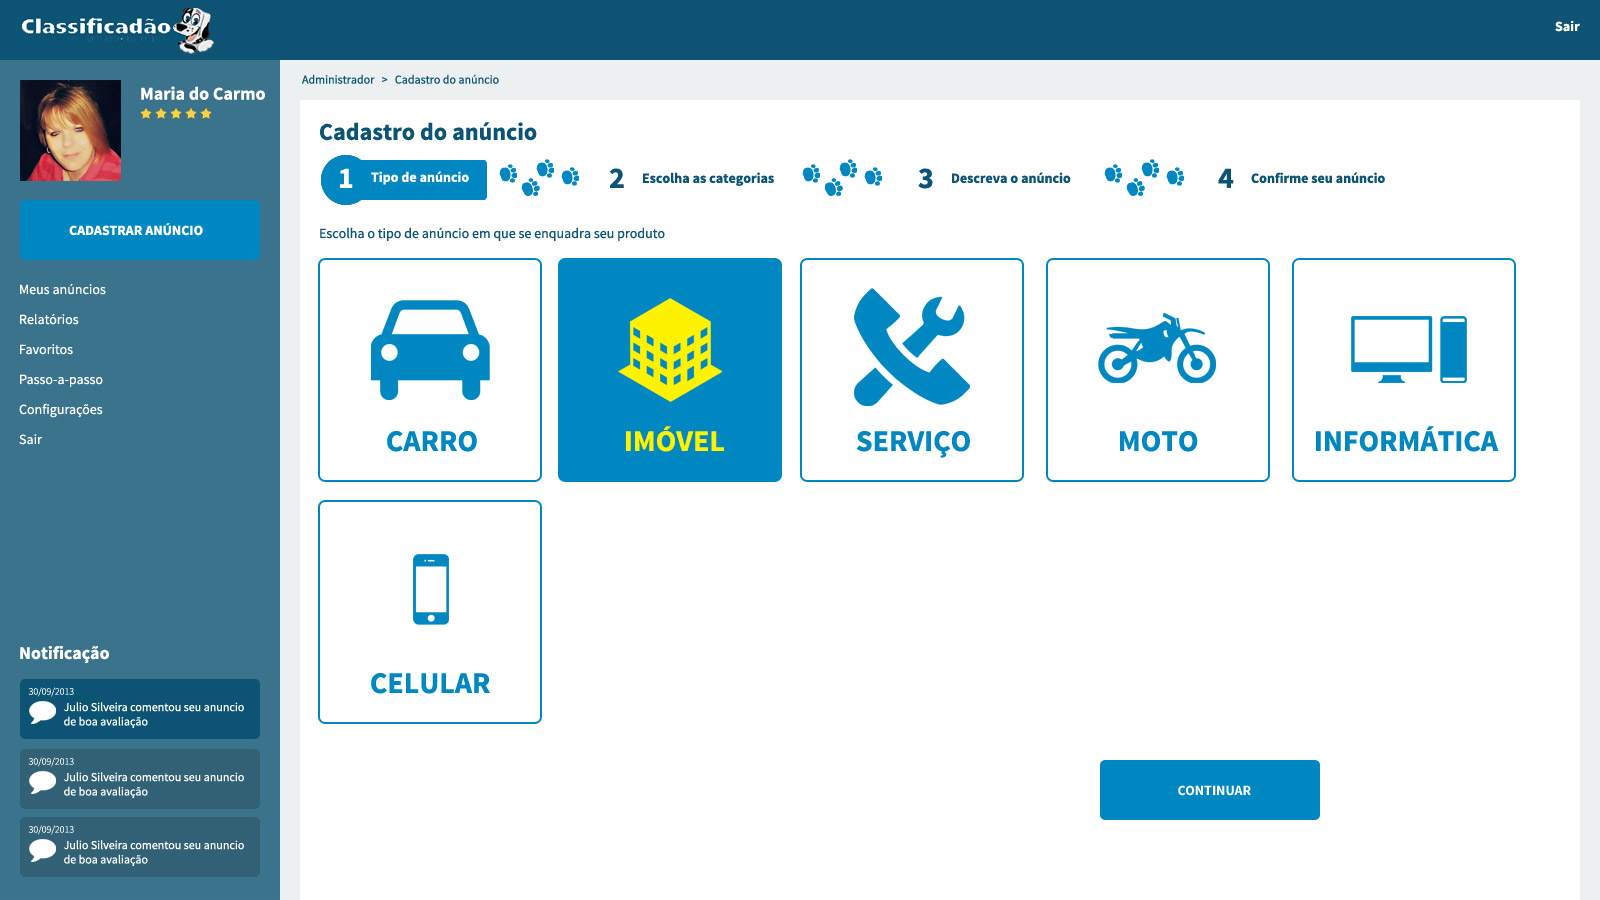 Classificadão
Sair
Maria do Carmo
CADASTRAR ANÚNCIO
Meus anúncios
Relatórios
Favoritos
Passo-a-passo
Configurações
Sair
Notificação
30/09/2013
Julio Silveira comentou seu anuncio
de boa avaliação
30/09/2013
Julio Silveira comentou seu anuncio
de boa avaliação
30/09/2013
Julio Silveira comentou seu anuncio
de boa avaliação
Administrador > Cadastro do anúncio
Cadastro do anúncio
1 Tipo de anúncio
2 Escolha as categorias
3 Descreva o anúncio
4 Confirme seu anúncio
Escolha o tipo de anúncio em que se enquadra seu produto
CARRO
IMÓVEL
SERVIÇO
MOTO
INFORMÁTICA
CELULAR
CONTINUAR